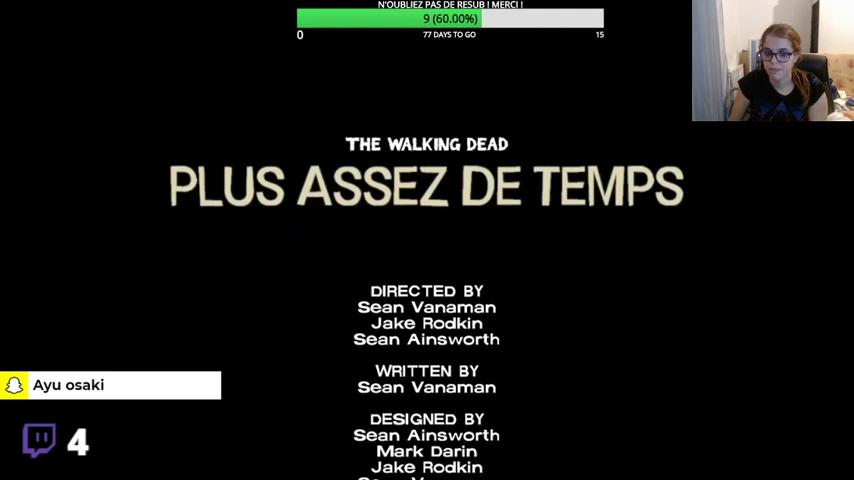 N'OUBLIEZ PAS DE RESUB ! MERCI !
9 (60.00%)
0
77 DAYS TO GO
15
THE WALKING DEAD
PLUS ASSEZ DE TEMPS
DIRECTED BY
Sean Vanaman
Jake Rodkin
Sean Ainsworth
WRITTEN BY
Sean Vanaman
Ayu osaki
DESIGNED BY
Sean Ainsworth
Mark Darin
Jake Rodkin
4